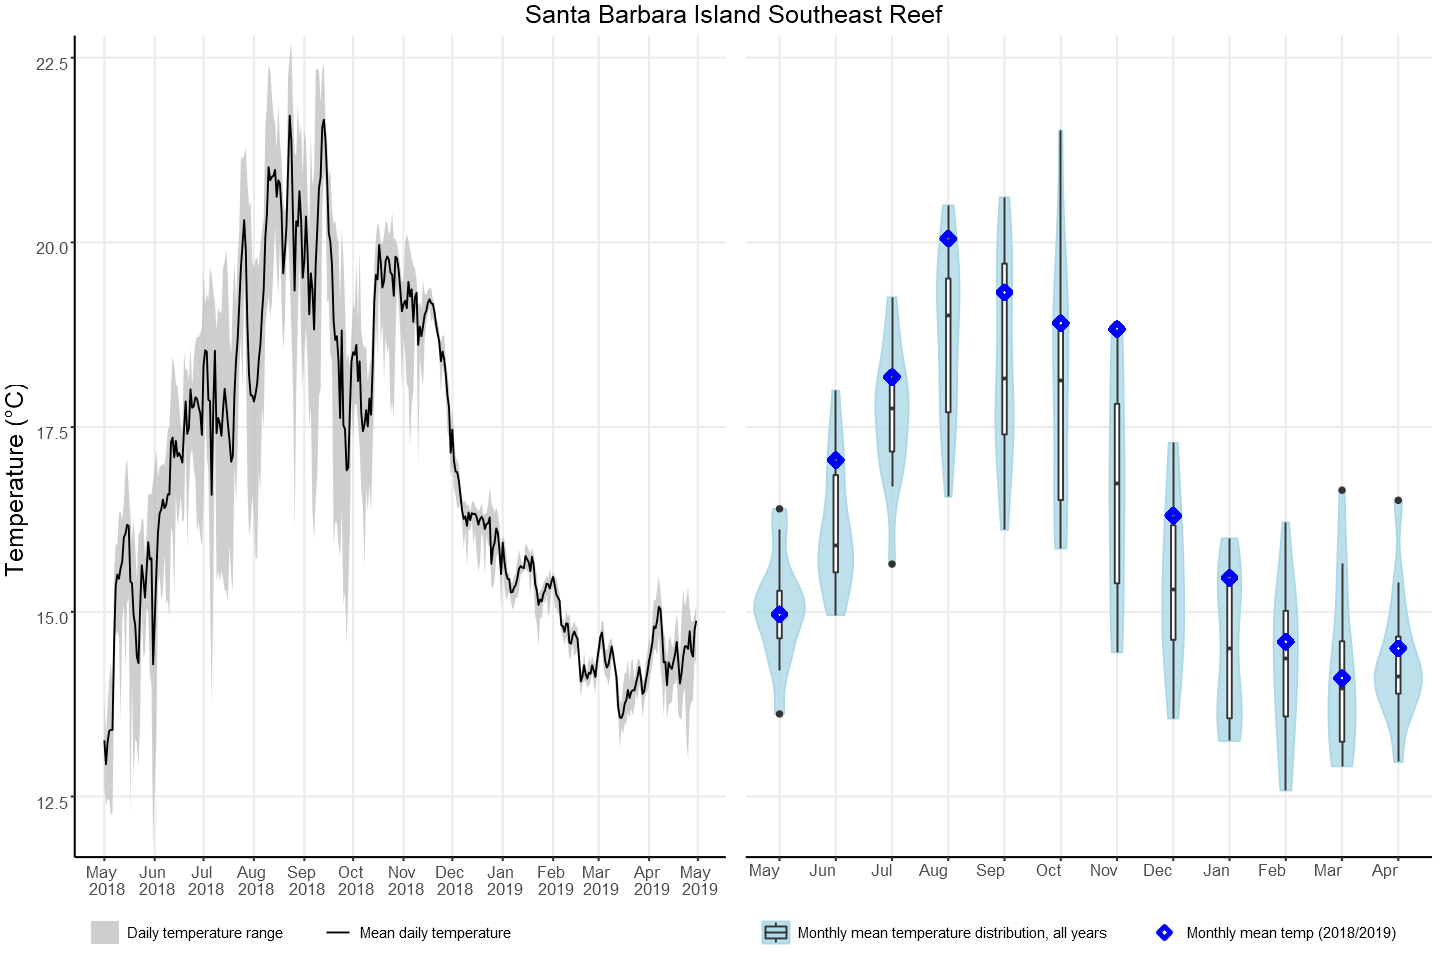 Santa Barbara Island Southeast Reef
Temperature (°C)
22.5
20.0
17.5
15.0
12.5
May Jun Jul Aug Sep Oct Nov Dec Jan Feb Mar Apr May
2018 2018 2018 2018 2018 2018 2018 2018 2019 2019 2019 2019 2019
May Jun Jul Aug Sep Oct Nov Dec Jan Feb Mar Apr
Daily temperature range Mean daily temperature
Monthly mean temperature distribution, all years Monthly mean temp (2018/2019)